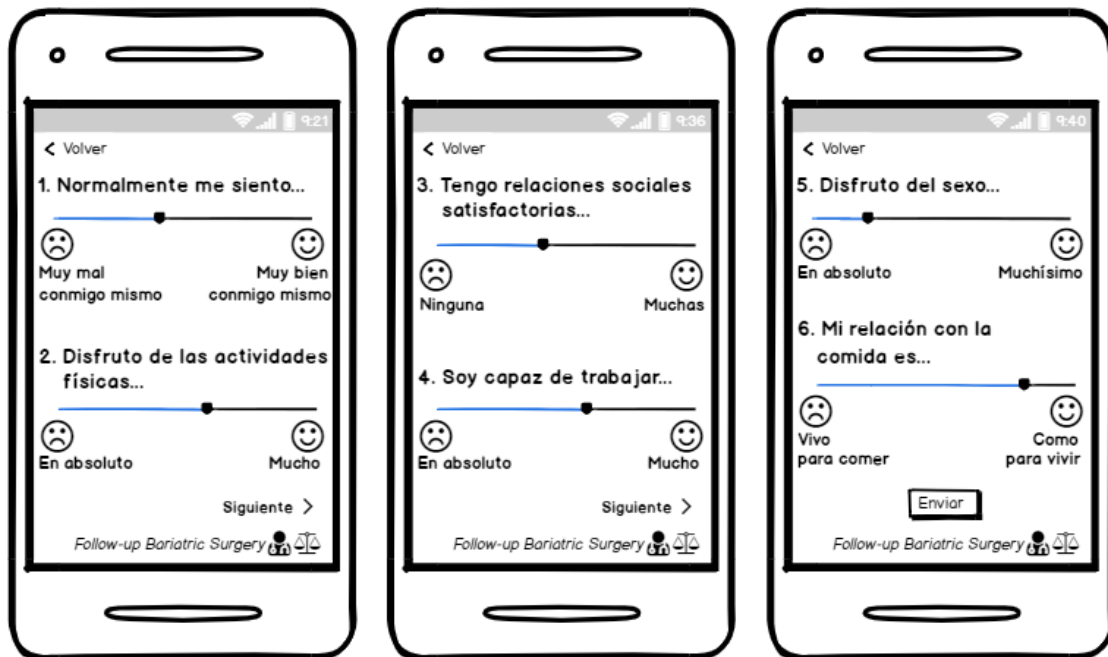 9:21
Volver
1. Normalmente me siento...
Muy mal
conmigo mismo
Muy bien
conmigo mismo
2. Disfruto de las actividades
físicas...
En absoluto
Mucho
Siguiente
Follow-up Bariatric Surgery
9:36
Volver
3. Tengo relaciones sociales
satisfactorias...
Ninguna
Muchas
4. Soy capaz de trabajar...
En absoluto
Mucho
Siguiente
Follow-up Bariatric Surgery
9:40
Volver
5. Disfruto del sexo...
En absoluto
Muchísimo
6. Mi relación con la
comida es...
Vivo
para comer
Como
para vivir
Enviar
Follow-up Bariatric Surgery